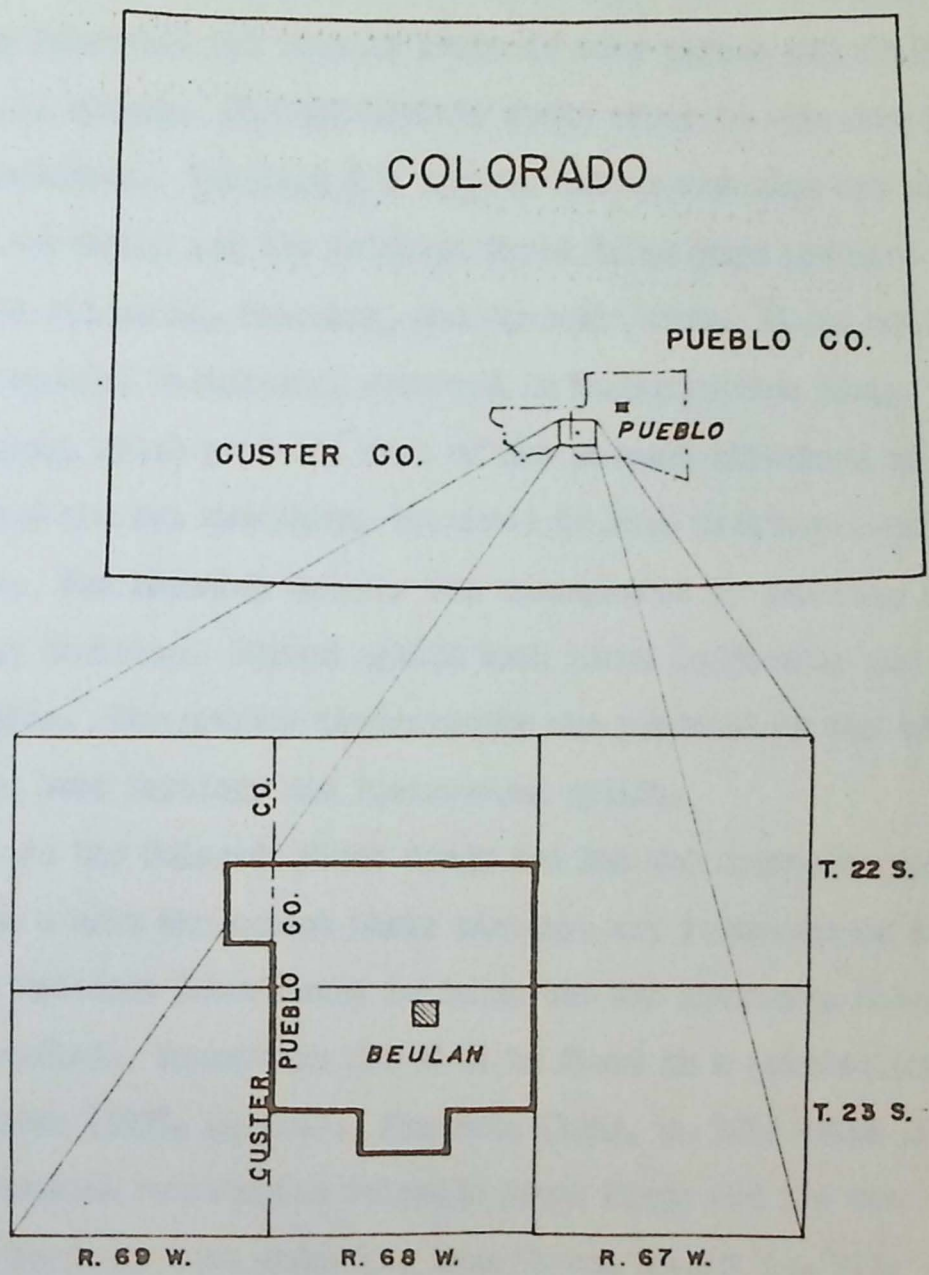 COLORADO
PUEBLO CO.
PUEBLO
CUSTER CO.
CO.
T. 22 S.
CO.
PUEBLO
BEULAH
CUSTER
T. 23 S.
R. 69 W.
R. 68 W.
R. 67 W.